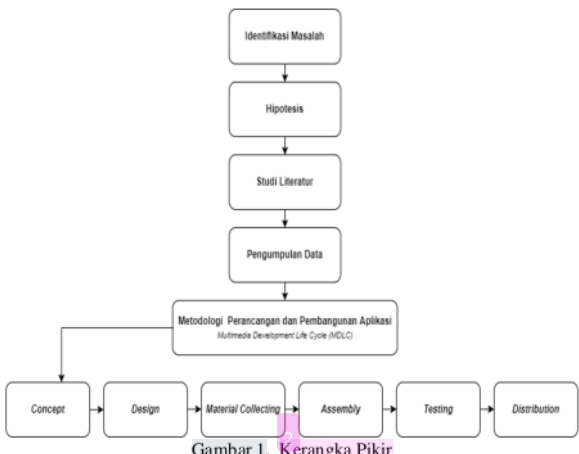 Identifikasi Masalah
Hipotesis
Studi Literatur
Pengumpulan Data
Metodologi Perancangan dan Pembangunan Aplikasi
Multimedia Development Life Cycle (MDLC)
Concept
Design
Material Collecting
Assembly
Testing
Distribution
2
Gambar 1. Kerangka Pikir